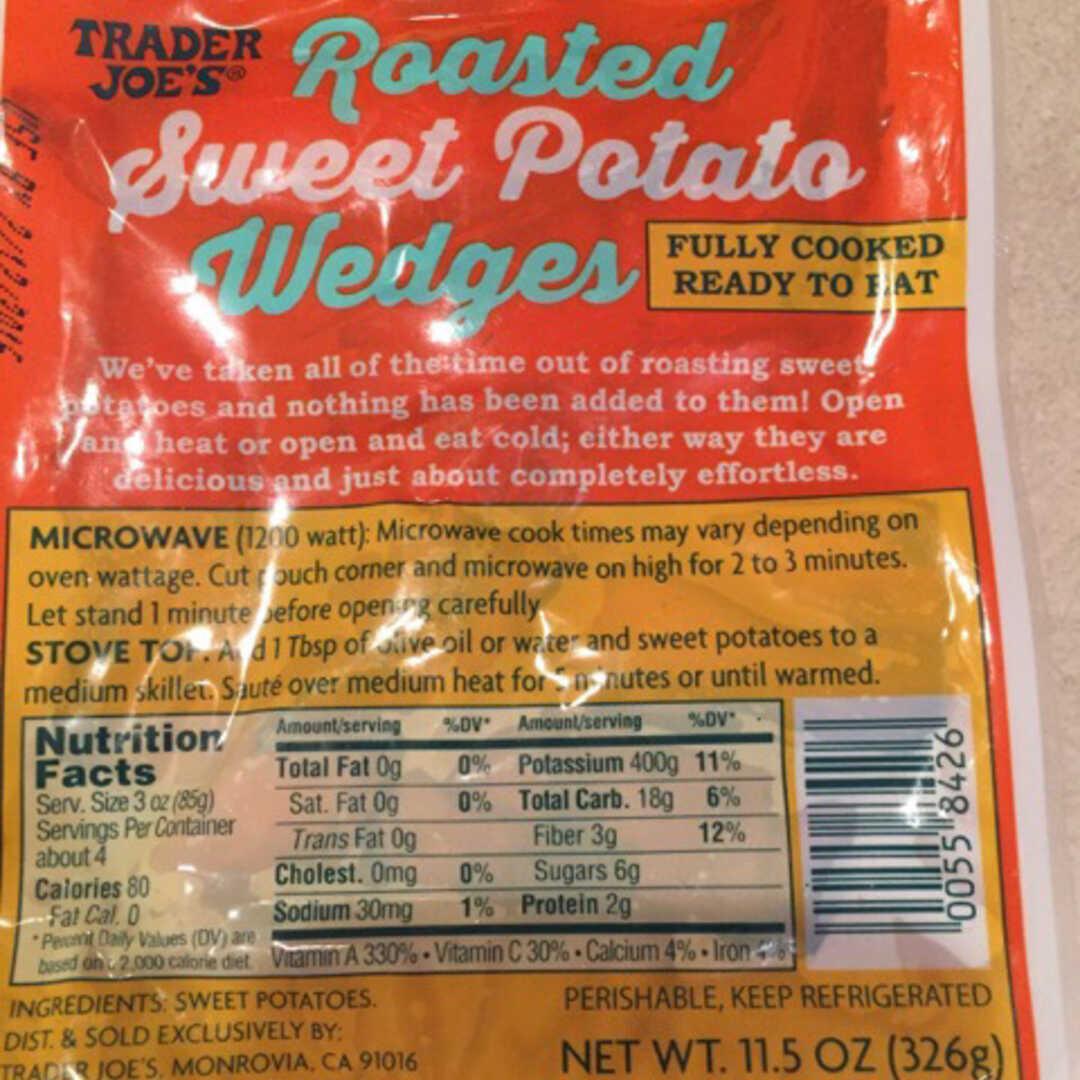 TRADER
JOE'S®
Roasted
Sweet Potato
Wedges
FULLY COOKED
READY TO EAT
We've taken all of the time out of roasting sweet
potatoes and nothing has been added to them! Open
and heat or open and eat cold; either way they are
delicious and just about completely effortless.
MICROWAVE (1200 watt): Microwave cook times may vary depending on
oven wattage. Cut pouch corner and microwave on high for 2 to 3 minutes.
Let stand 1 minute before opening carefully.
STOVE TOP: Add 1 Tbsp of olive oil or water and sweet potatoes to a
medium skillet. Sauté over medium heat for 5 minutes or until warmed.
Nutrition
Facts
Serv. Size 3 oz (85g)
Servings Per Container
about 4
Calories 80
Fat Cal. 0
*Percent Daily Values (DV) are
based on a 2,000 calorie diet.
Amount/serving %DV* Amount/serving %DV*
Total Fat 0g 0% Potassium 400g 11%
Sat. Fat 0g 0% Total Carb. 18g 6%
Trans Fat 0g Fiber 3g 12%
Cholest. 0mg 0% Sugars 6g
Sodium 30mg 1% Protein 2g
Vitamin A 330% • Vitamin C 30% • Calcium 4% • Iron 4%
0055 8426
INGREDIENTS: SWEET POTATOES.
DIST. & SOLD EXCLUSIVELY BY:
TRADER JOE'S, MONROVIA, CA 91016
PERISHABLE, KEEP REFRIGERATED
NET WT. 11.5 OZ (326g)